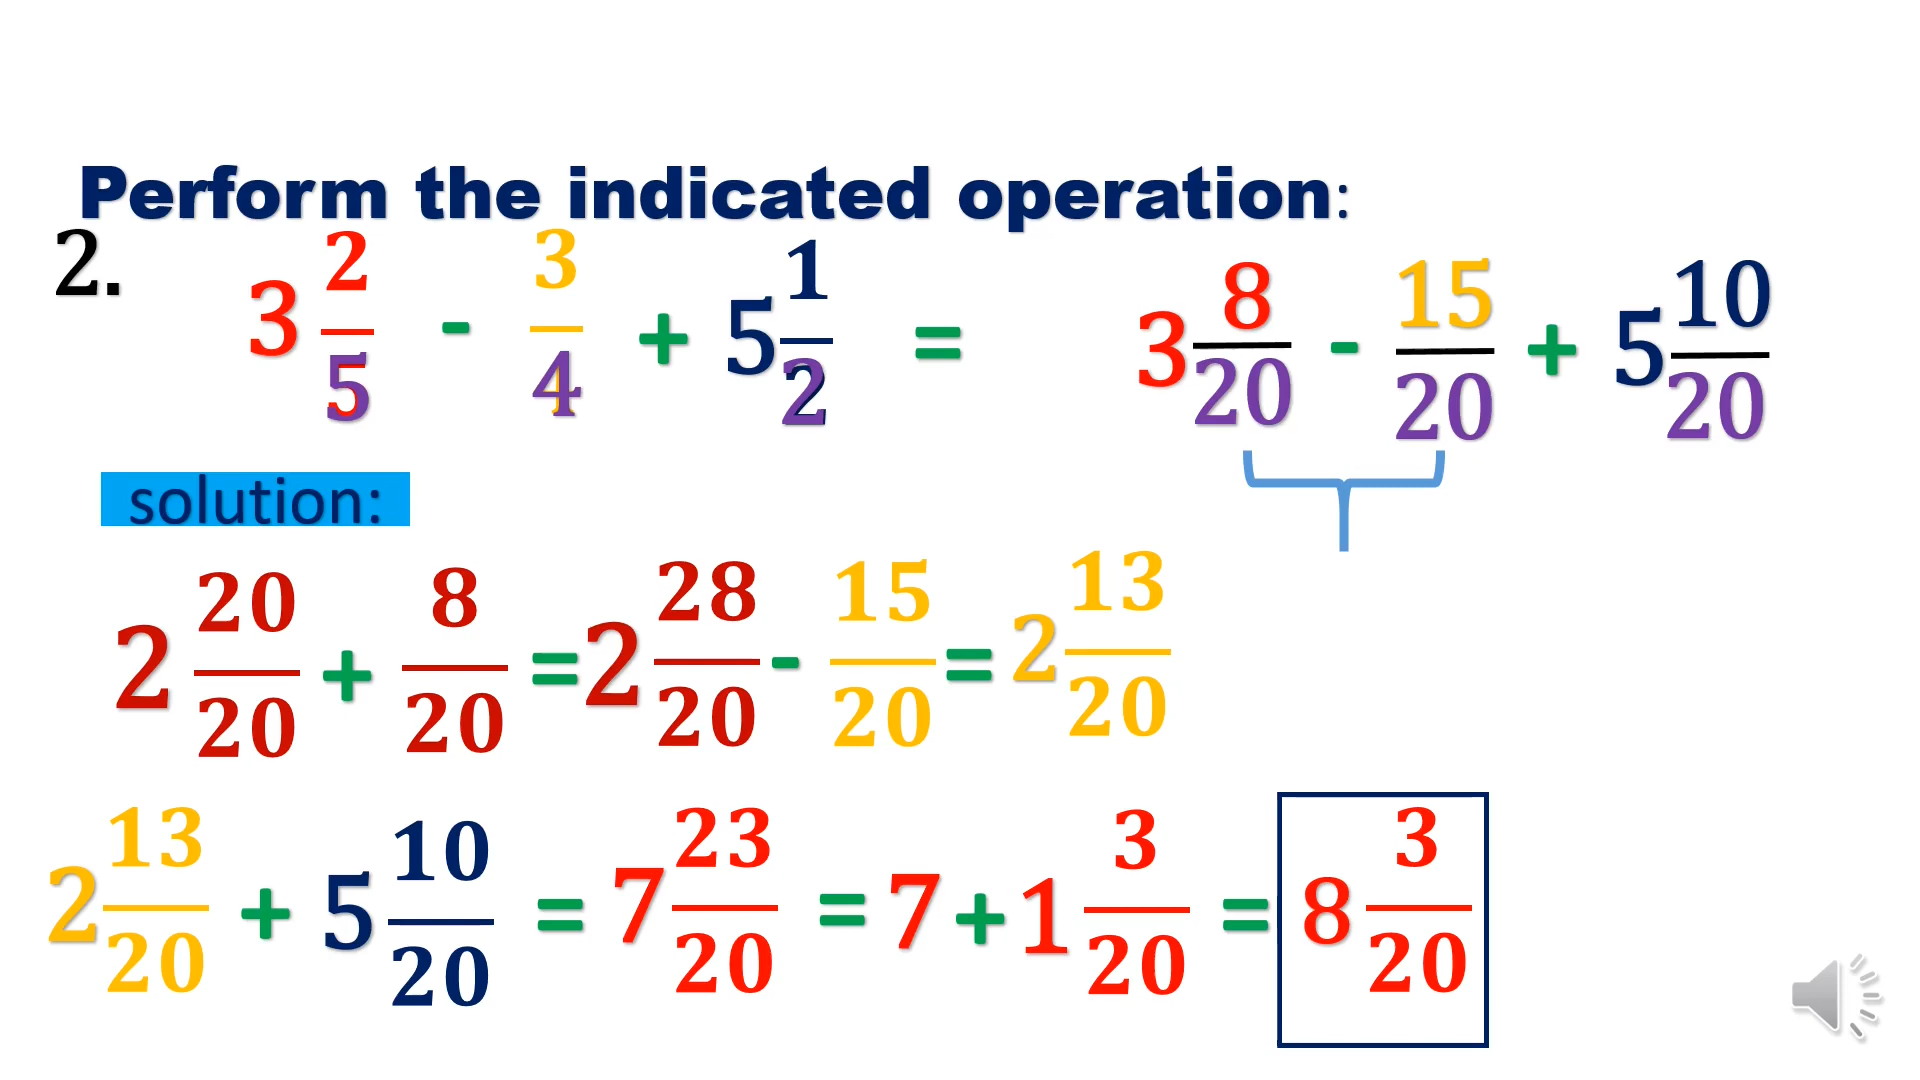 Perform the indicated operation:
2. 3 2/5 - 3/4 + 5 1/2 = 3 8/20 - 15/20 + 5 10/20
solution:
2 20/20 + 8/20 = 2 28/20 - 15/20 = 2 13/20
2 13/20 + 5 10/20 = 7 23/20 = 7 + 1 3/20 = 8 3/20